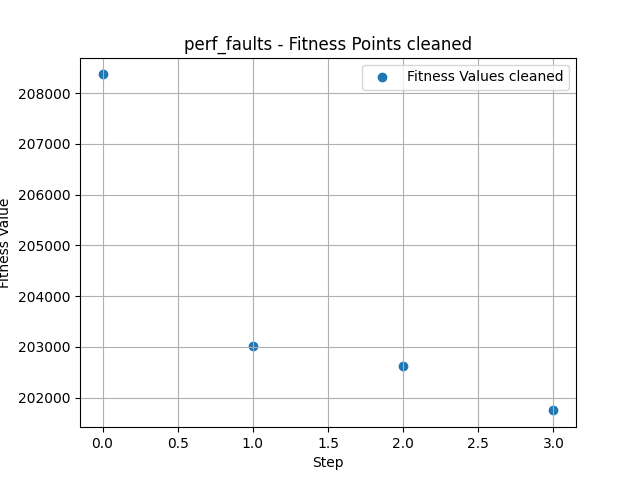 perf_faults - Fitness Points cleaned
Fitness Values cleaned
208000
207000
206000
205000
204000
203000
202000
Fitness Value
0.0 0.5 1.0 1.5 2.0 2.5 3.0
Step